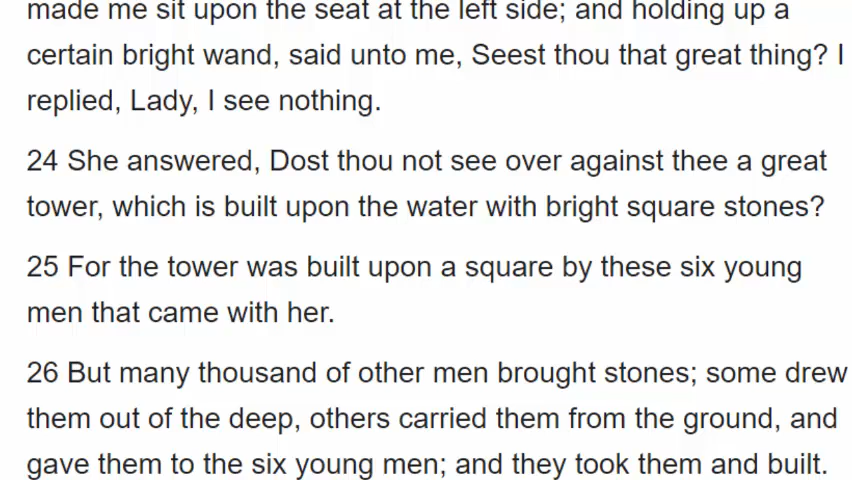 made me sit upon the seat at the left side; and holding up a
certain bright wand, said unto me, Seest thou that great thing? I
replied, Lady, I see nothing.
24 She answered, Dost thou not see over against thee a great
tower, which is built upon the water with bright square stones?
25 For the tower was built upon a square by these six young
men that came with her.
26 But many thousand of other men brought stones; some drew
them out of the deep, others carried them from the ground, and
gave them to the six young men; and they took them and built.